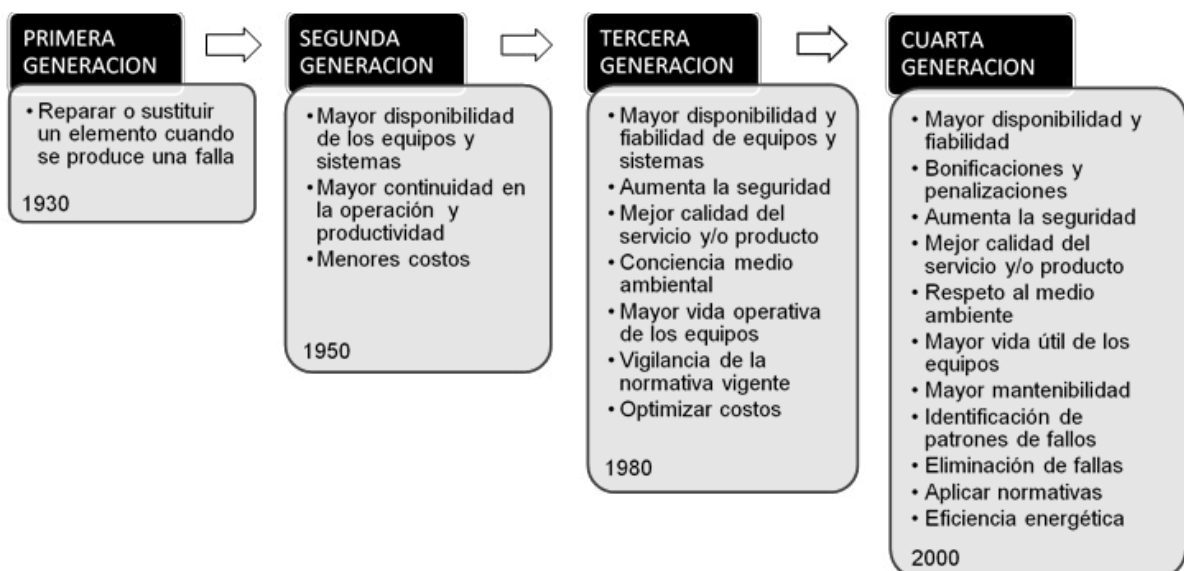 PRIMERA
GENERACION
• Reparar o sustituir
un elemento cuando
se produce una falla
1930
SEGUNDA
GENERACION
• Mayor disponibilidad
de los equipos y
sistemas
• Mayor continuidad en
la operación y
productividad
• Menores costos
1950
TERCERA
GENERACION
• Mayor disponibilidad y
fiabilidad de equipos y
sistemas
• Aumenta la seguridad
• Mejor calidad del
servicio y/o producto
• Conciencia medio
ambiental
• Mayor vida operativa
de los equipos
• Vigilancia de la
normativa vigente
• Optimizar costos
1980
CUARTA
GENERACION
• Mayor disponibilidad y
fiabilidad
• Bonificaciones y
penalizaciones
• Aumenta la seguridad
• Mejor calidad del
servicio y/o producto
• Respeto al medio
ambiente
• Mayor vida útil de los
equipos
• Mayor mantenibilidad
• Identificación de
patrones de fallos
• Eliminación de fallas
• Aplicar normativas
• Eficiencia energética
2000